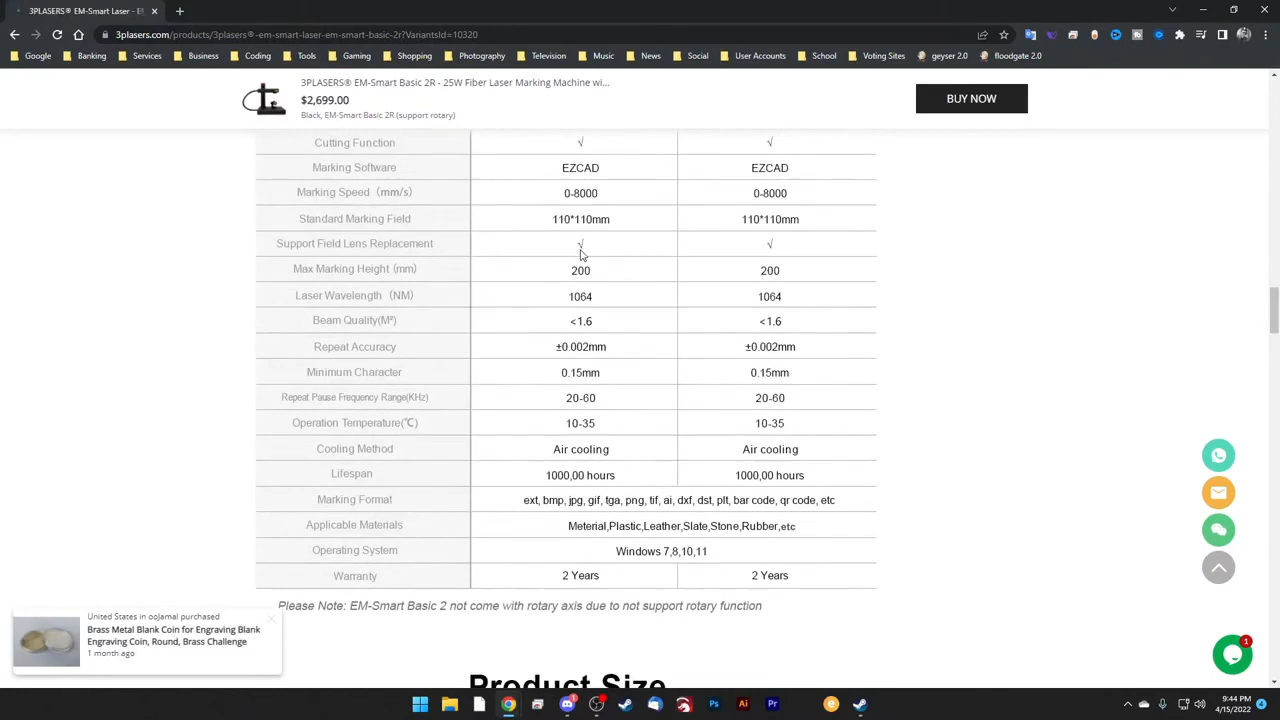 3PLASERS® EM-Smart Laser - EI
3plasers.com/products/3plasers®-em-smart-laser-em-smart-basic-2r?VariantsId=10320
Google Banking Services Business Coding Tools Gaming Shopping Photography Television Music News Social User Accounts School Voting Sites geyser 2.0 floodgate 2.0
3PLASERS® EM-Smart Basic 2R - 25W Fiber Laser Marking Machine wi...
$2,699.00
Black, EM-Smart Basic 2R (support rotary)
BUY NOW
Cutting Function √ √
Marking Software EZCAD EZCAD
Marking Speed（mm/s） 0-8000 0-8000
Standard Marking Field 110*110mm 110*110mm
Support Field Lens Replacement √ √
Max Marking Height (mm) 200 200
Laser Wavelength（NM） 1064 1064
Beam Quality(M²) <1.6 <1.6
Repeat Accuracy ±0.002mm ±0.002mm
Minimum Character 0.15mm 0.15mm
Repeat Pause Frequency Range(KHz) 20-60 20-60
Operation Temperature(℃) 10-35 10-35
Cooling Method Air cooling Air cooling
Lifespan 1000,00 hours 1000,00 hours
Marking Format ext, bmp, jpg, gif, tga, png, tif, ai, dxf, dst, plt, bar code, qr code, etc
Applicable Materials Meterial,Plastic,Leather,Slate,Stone,Rubber,etc
Operating System Windows 7,8,10,11
Warranty 2 Years 2 Years
Please Note: EM-Smart Basic 2 not come with rotary axis due to not support rotary function
United States in oojamal purchased
Brass Metal Blank Coin for Engraving Blank
Engraving Coin, Round, Brass Challenge
1 month ago
1
Product Size
Ps Ai Pr
9:44 PM
4/15/2022